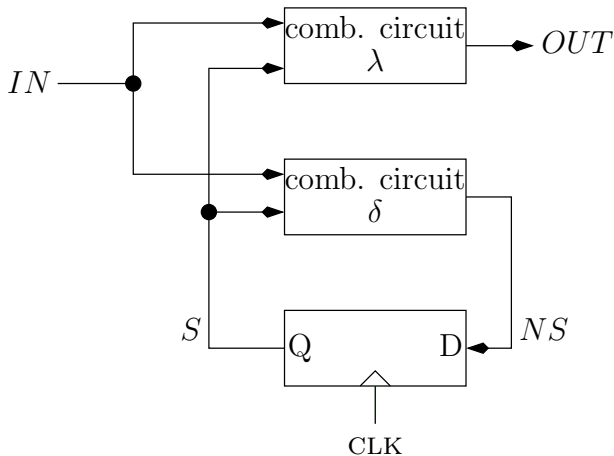 comb. circuit
λ
OUT
IN
comb. circuit
δ
S
NS
Q
D
CLK